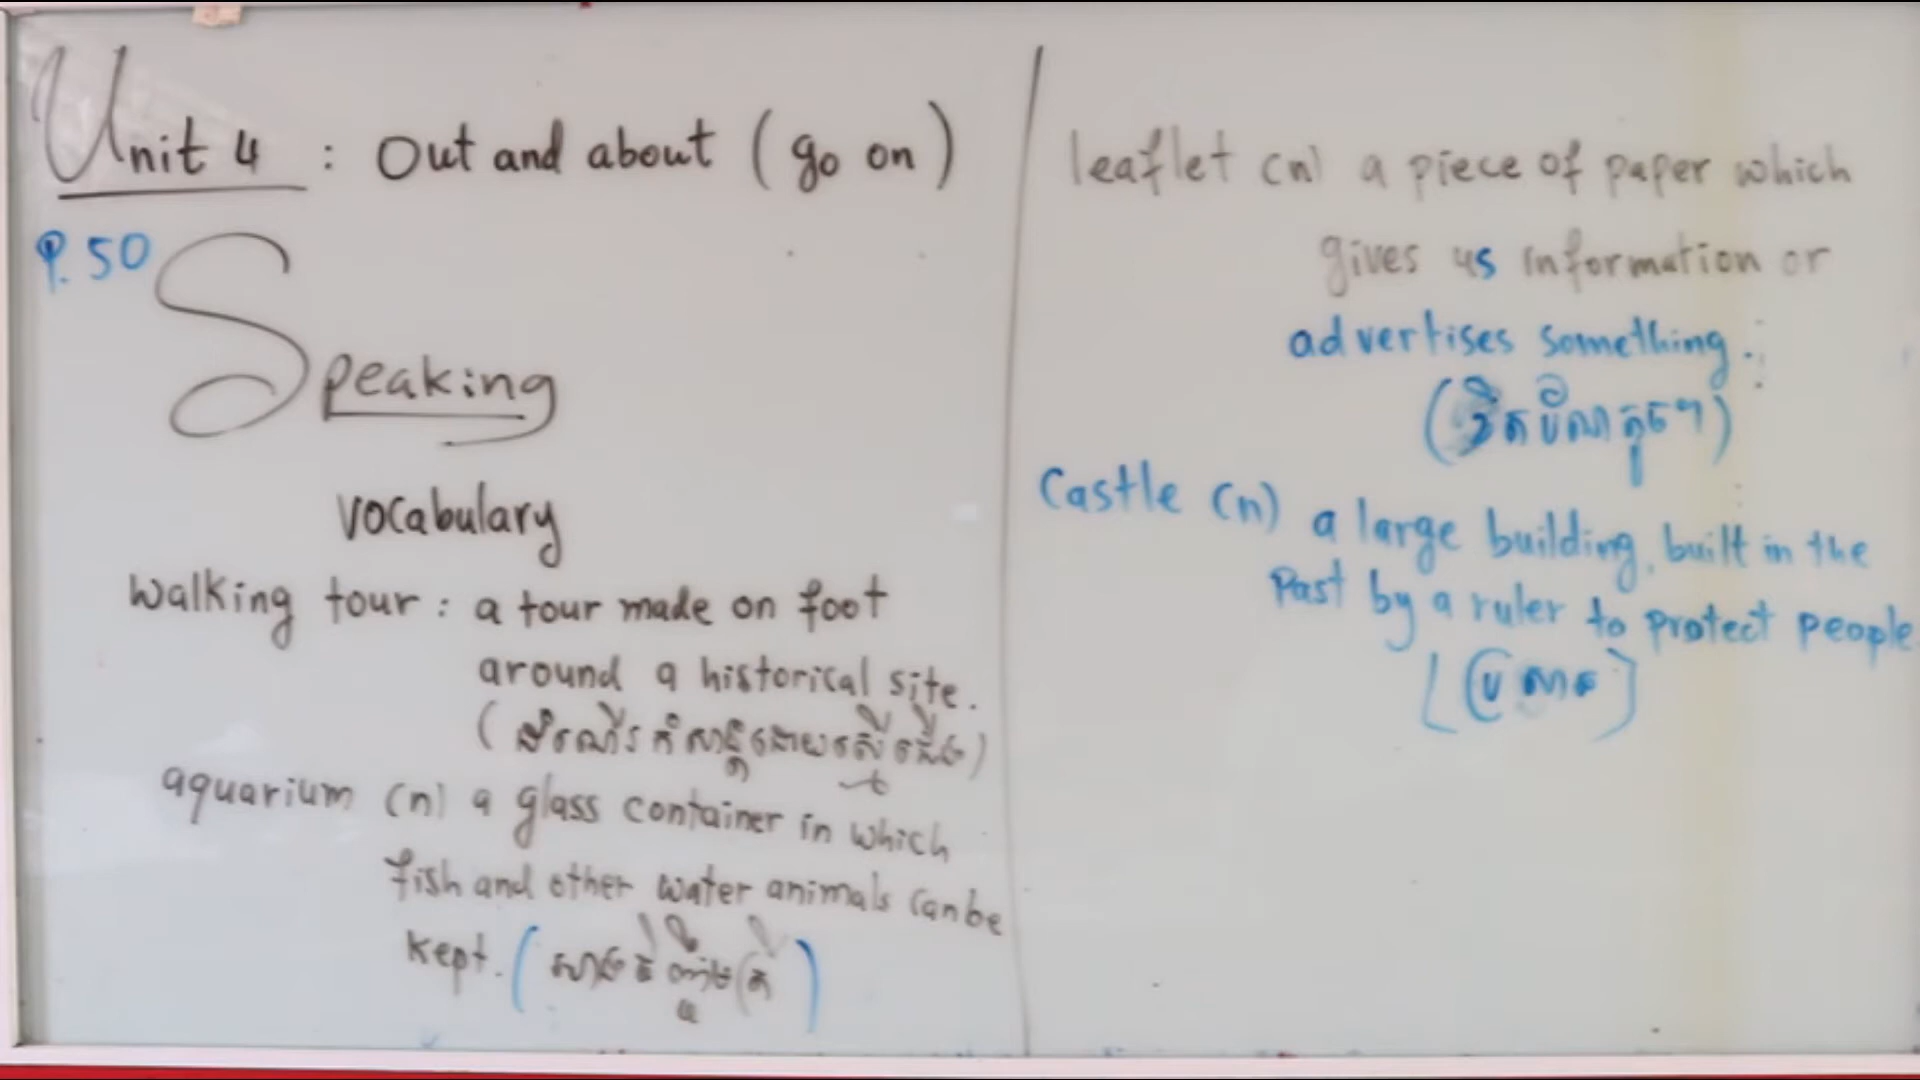 Unit 4 : Out and about (go on)
P. 50
Speaking
vocabulary
walking tour : a tour made on foot
around a historical site.
aquarium (n) a glass container in which
fish and other water animals can be
kept.
leaflet (n) a piece of paper which
gives us information or
advertises something.
Castle (n) a large building, built in the
Past by a ruler to protect people